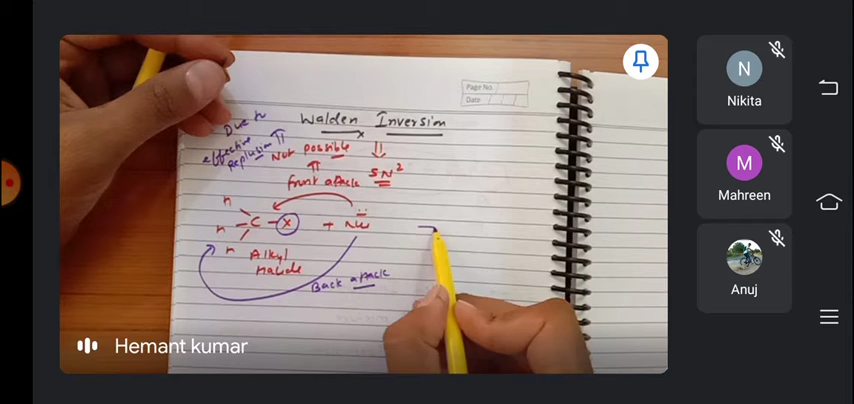 Page No.
Date
Walden Inversion
Due to
effective
Replusion
Not possible
front attack SN2
H
H C X + Nu
H
Alkyl
Halide
Back attack
Hemant kumar
N
Nikita
M
Mahreen
Anuj